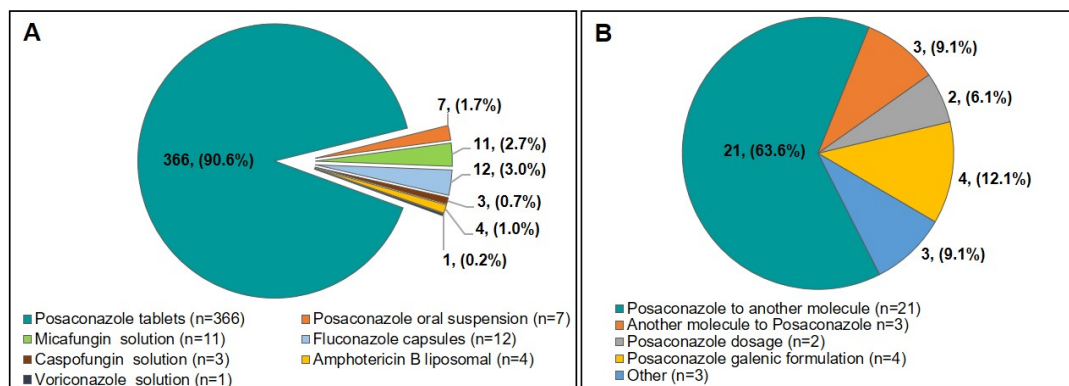 A
7, (1.7%)
11, (2.7%)
366, (90.6%)
12, (3.0%)
3, (0.7%)
4, (1.0%)
1, (0.2%)
Posaconazole tablets (n=366)
Posaconazole oral suspension (n=7)
Micafungin solution (n=11)
Fluconazole capsules (n=12)
Caspofungin solution (n=3)
Amphotericin B liposomal (n=4)
Voriconazole solution (n=1)
B
3, (9.1%)
2, (6.1%)
21, (63.6%)
4, (12.1%)
3, (9.1%)
Posaconazole to another molecule (n=21)
Another molecule to Posaconazole n=3)
Posaconazole dosage (n=2)
Posaconazole galenic formulation (n=4)
Other (n=3)